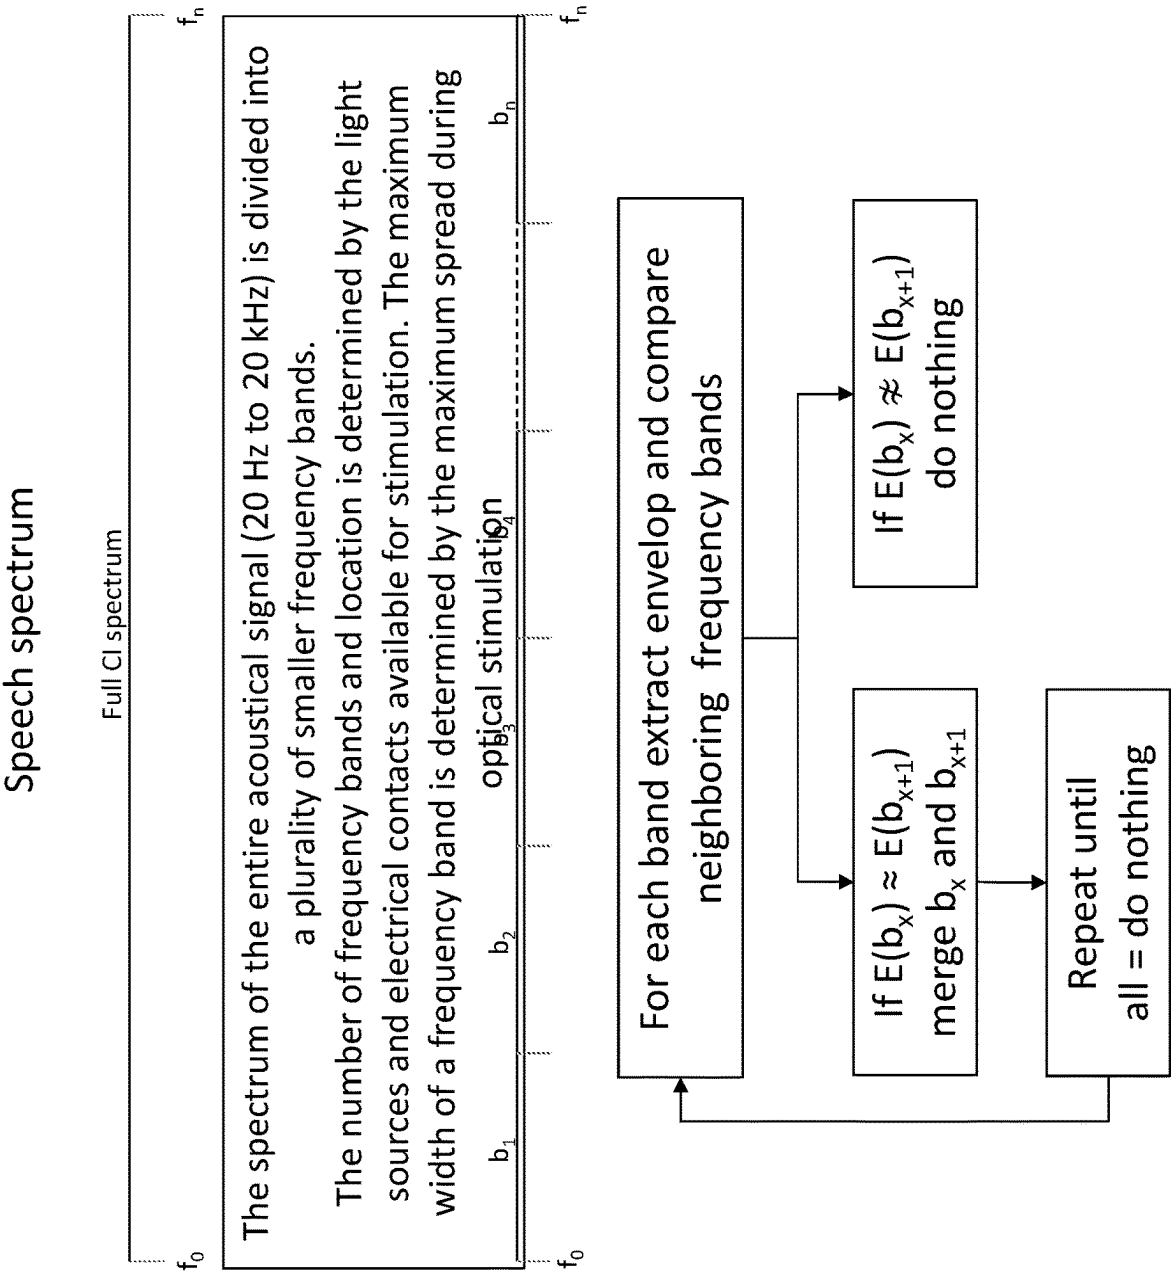 Speech spectrum
Full CI spectrum
f0 fn
The spectrum of the entire acoustical signal (20 Hz to 20 kHz) is divided into
a plurality of smaller frequency bands.
The number of frequency bands and location is determined by the light
sources and electrical contacts available for stimulation. The maximum
width of a frequency band is determined by the maximum spread during
optical stimulation
b1 b2 b3 b4 bn
f0 fn
For each band extract envelop and compare
neighboring frequency bands
If E(bx) ≈ E(bx+1)
merge bx and bx+1
If E(bx) ≉ E(bx+1)
do nothing
Repeat until
all = do nothing